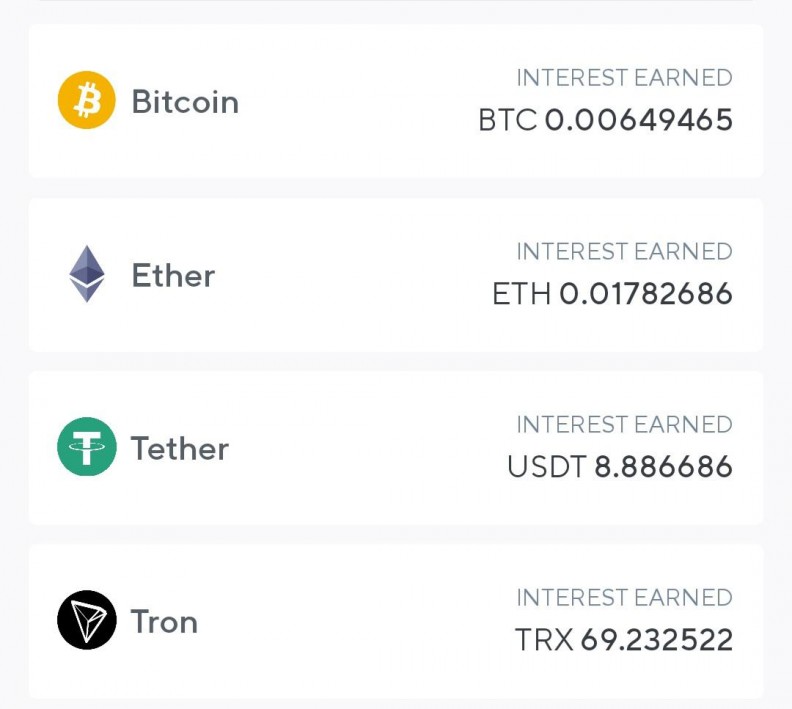 Bitcoin
INTEREST EARNED
BTC 0.00649465
Ether
INTEREST EARNED
ETH 0.01782686
Tether
INTEREST EARNED
USDT 8.886686
Tron
INTEREST EARNED
TRX 69.232522